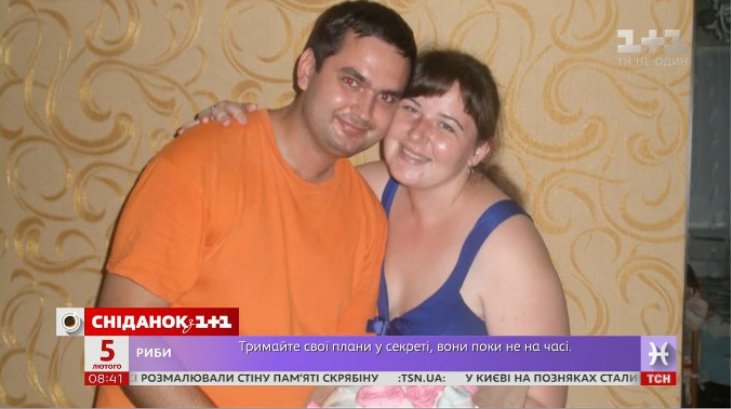 1+1
ТИ НЕ ОДИН
СНІДАНОК з 1+1
5
ЛЮТОГО
РИБИ
Тримайте свої плани у секреті, вони поки не на часі.
08:41
І РОЗМАЛЮВАЛИ СТІНУ ПАМ'ЯТІ СКРЯБІНУ :TSN.UA: У КИЄВІ НА ПОЗНЯКАХ СТАЛИ
ТСН